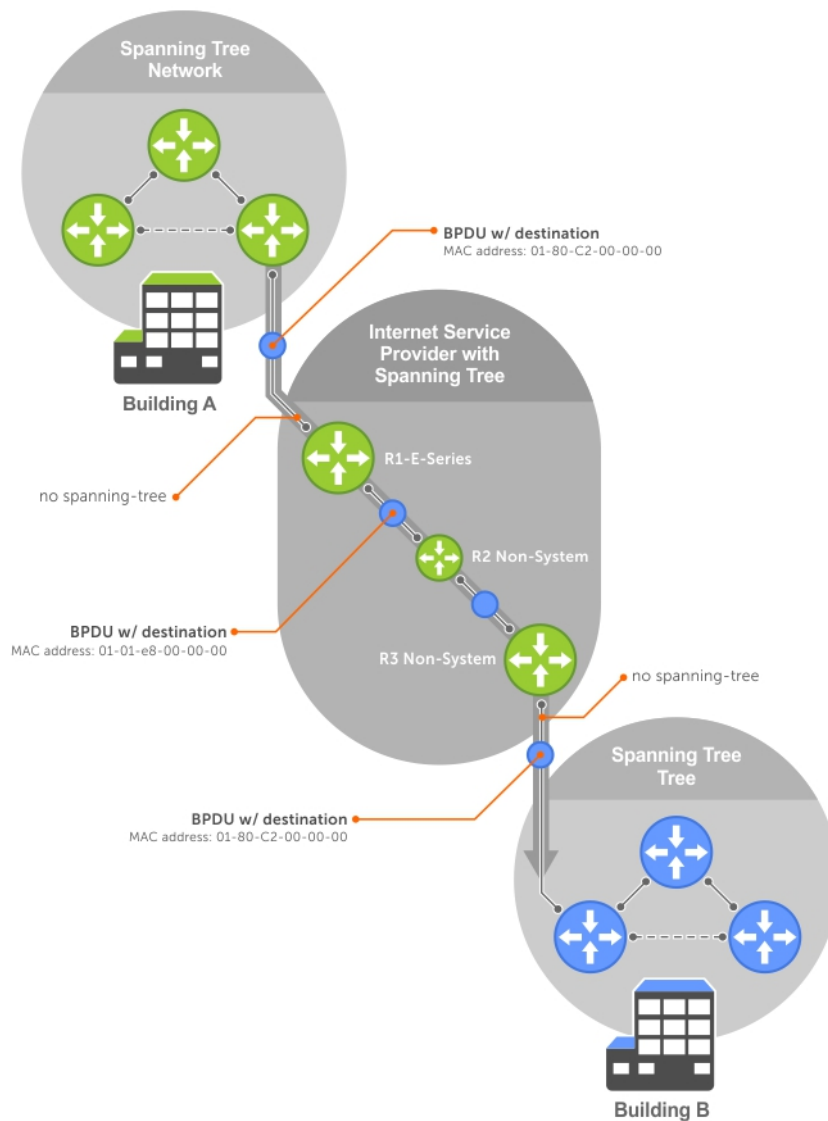 Spanning Tree
Network
BPDU w/ destination
MAC address: 01-80-C2-00-00-00
Internet Service
Provider with
Spanning Tree
Building A
R1-E-Series
no spanning-tree
R2 Non-System
BPDU w/ destination
MAC address: 01-01-e8-00-00-00
R3 Non-System
no spanning-tree
Spanning Tree
Tree
BPDU w/ destination
MAC address: 01-80-C2-00-00-00
Building B